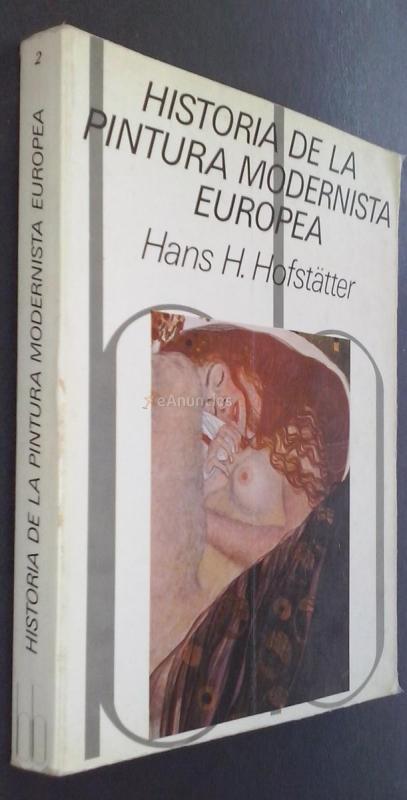 HISTORIA DE LA
PINTURA MODERNISTA
EUROPEA
Hans H. Hofstätter
eAnuncios
2
HISTORIA DE LA PINTURA MODERNISTA EUROPEA